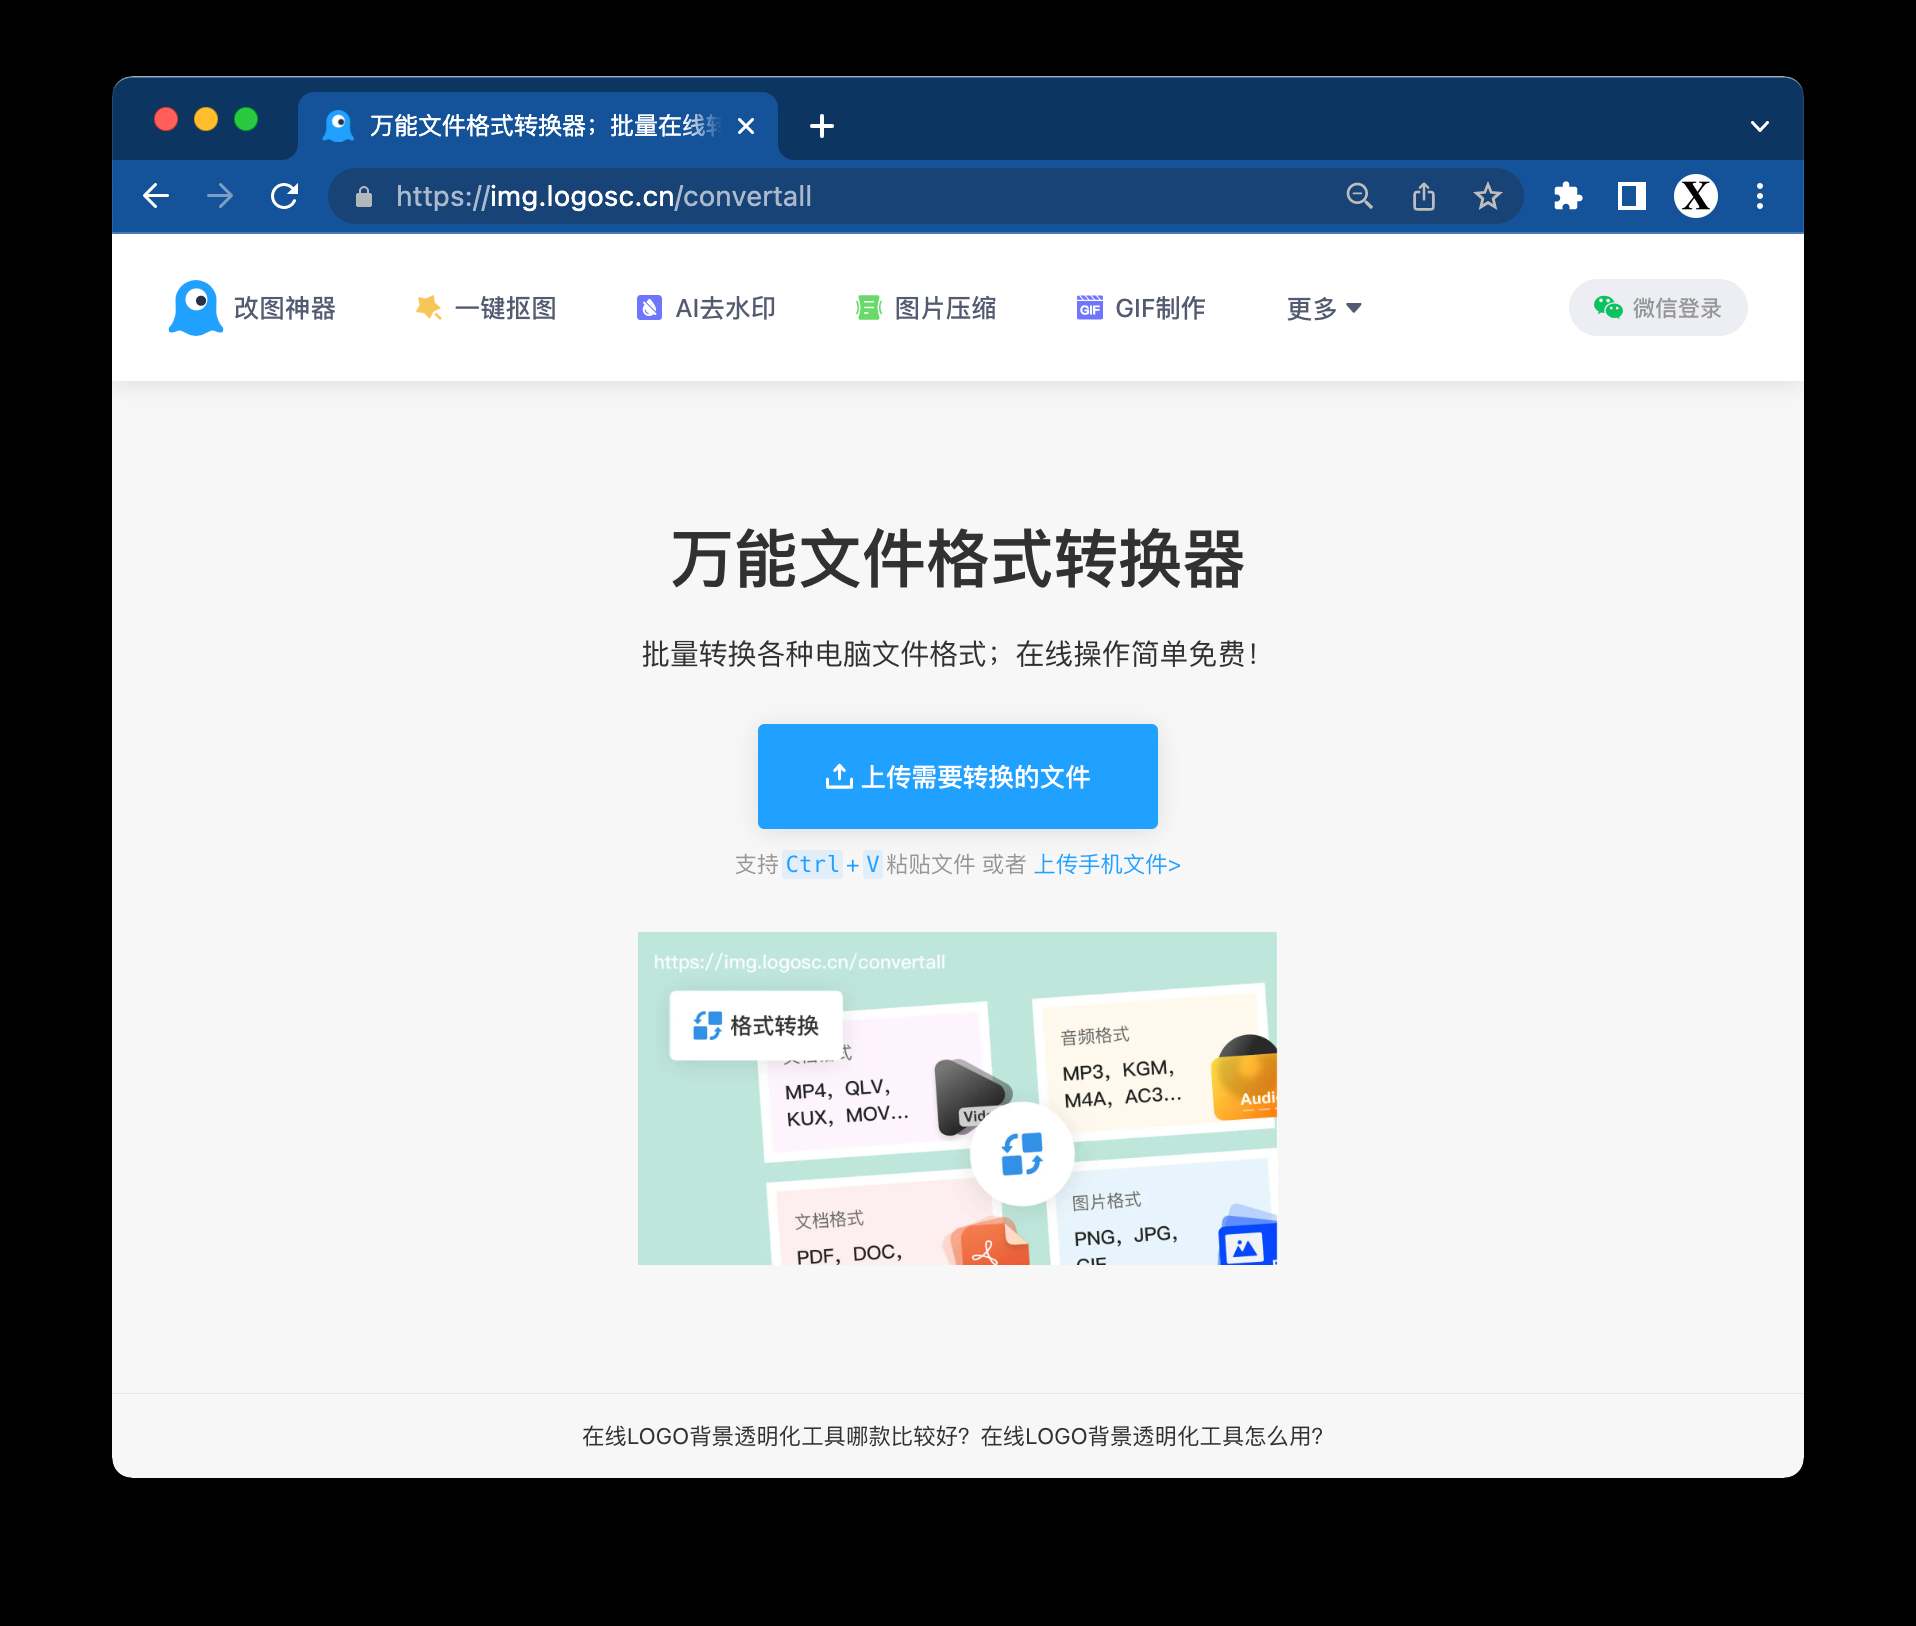 万能文件格式转换器；批量在线转
https://img.logosc.cn/convertall
改图神器
一键抠图
AI去水印
图片压缩
GIF
GIF制作
更多
微信登录
万能文件格式转换器
批量转换各种电脑文件格式；在线操作简单免费！
上传需要转换的文件
支持 Ctrl + V 粘贴文件 或者 上传手机文件>
https://img.logosc.cn/convertall
格式转换
文档格式
MP4，QLV，
KUX，MOV...
音频格式
MP3，KGM，
M4A，AC3...
文档格式
PDF，DOC，
图片格式
PNG，JPG，
GIF
在线LOGO背景透明化工具哪款比较好？在线LOGO背景透明化工具怎么用？